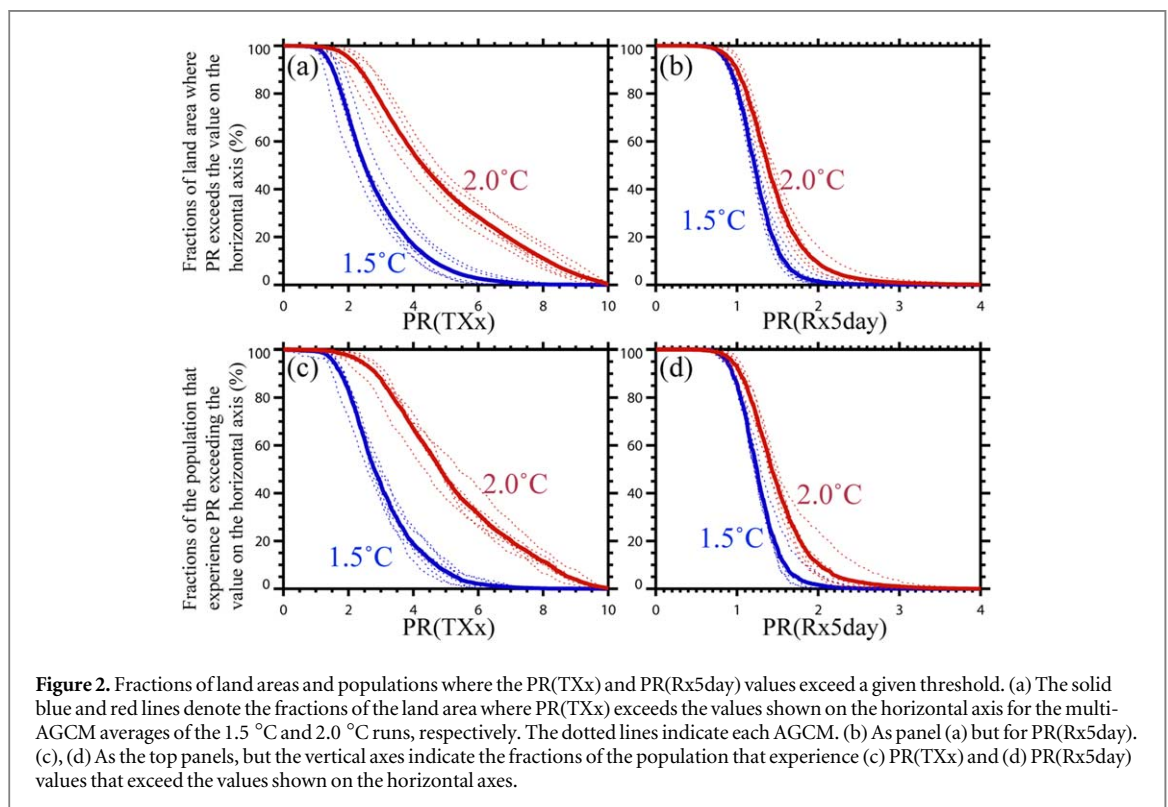 Fractions of land area where
PR exceeds the value on the
horizontal axis (%)
100
80
60
40
20
0
(a)
2.0°C
1.5°C
0 2 4 6 8 10
PR(TXx)
100
80
60
40
20
0
(b)
2.0°C
1.5°C
0 1 2 3 4
PR(Rx5day)
Fractions of the population that
experience PR exceeding the
value on the horizontal axis (%)
100
80
60
40
20
0
(c)
2.0°C
1.5°C
0 2 4 6 8 10
PR(TXx)
100
80
60
40
20
0
(d)
2.0°C
1.5°C
0 1 2 3 4
PR(Rx5day)
Figure 2. Fractions of land areas and populations where the PR(TXx) and PR(Rx5day) values exceed a given threshold. (a) The solid
blue and red lines denote the fractions of the land area where PR(TXx) exceeds the values shown on the horizontal axis for the multi-
AGCM averages of the 1.5 °C and 2.0 °C runs, respectively. The dotted lines indicate each AGCM. (b) As panel (a) but for PR(Rx5day).
(c), (d) As the top panels, but the vertical axes indicate the fractions of the population that experience (c) PR(TXx) and (d) PR(Rx5day)
values that exceed the values shown on the horizontal axes.